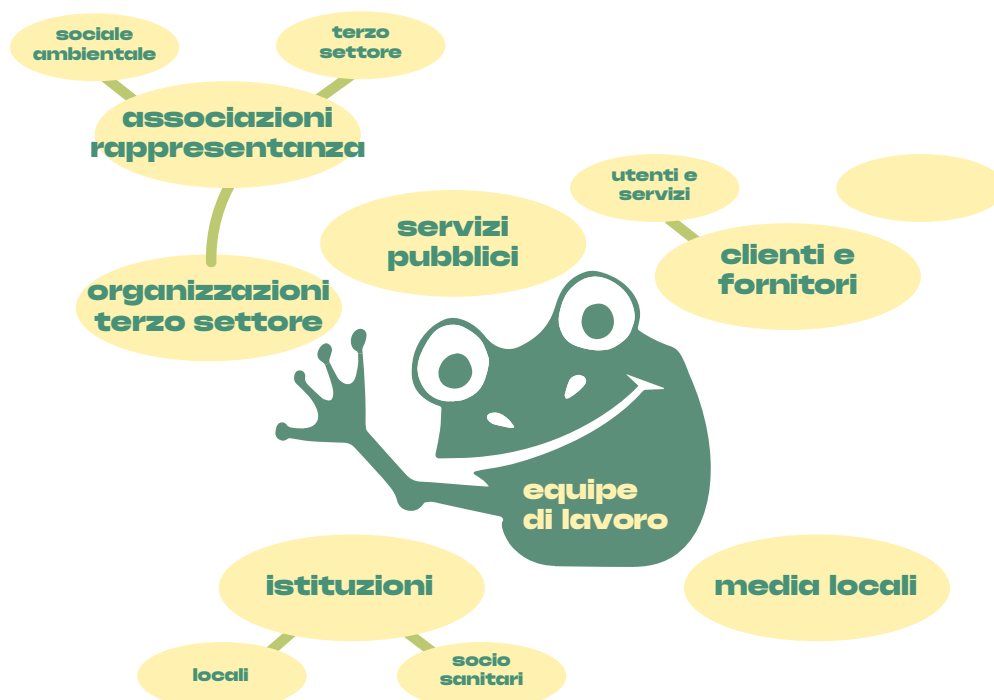 sociale
ambientale
terzo
settore
associazioni
rappresentanza
utenti e
servizi
servizi
pubblici
clienti e
fornitori
organizzazioni
terzo settore
equipe
di lavoro
istituzioni
media locali
locali
socio
sanitari